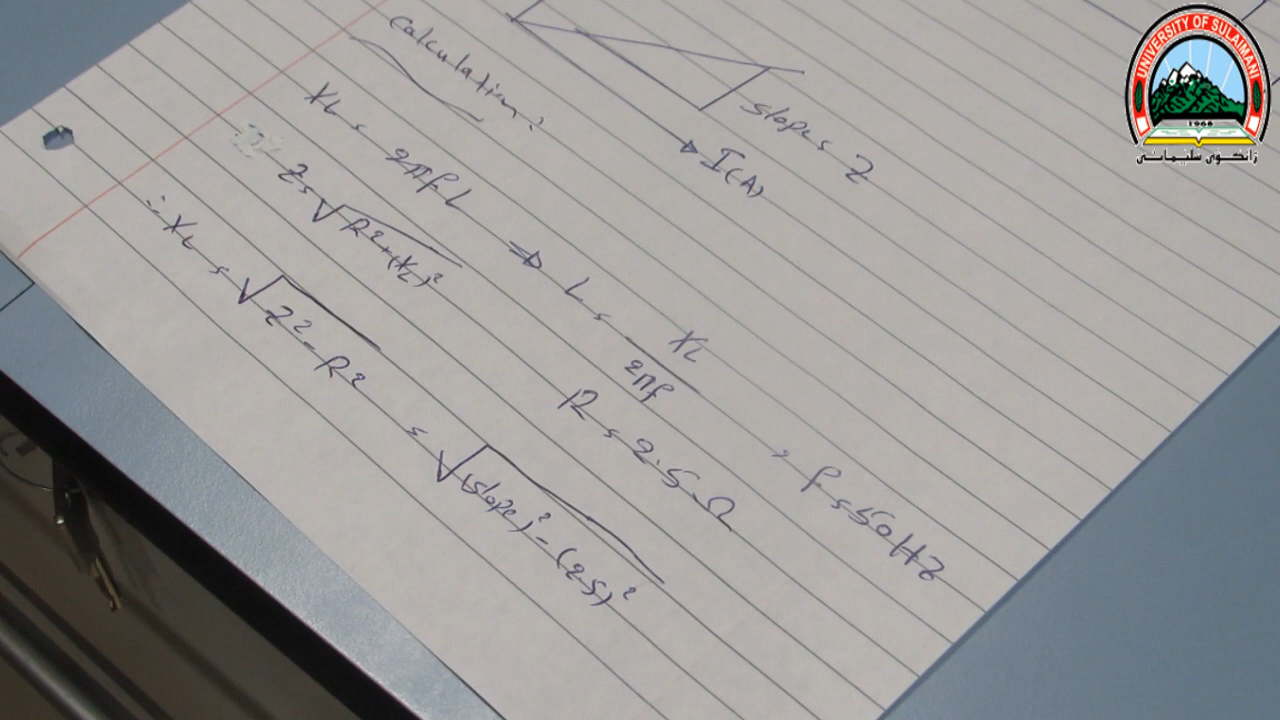 slope = Z
I(A)
Calculation:
XL = 2πfL ⇒ L = XL / 2πf , f = 50Hz
Z = √R²+(XL)² R = 2.5 Ω
∴ XL = √Z² - R² = √(slope)² - (2.5)²
UNIVERSITY OF SULAIMANI
1968
زانکۆی سلێمانی